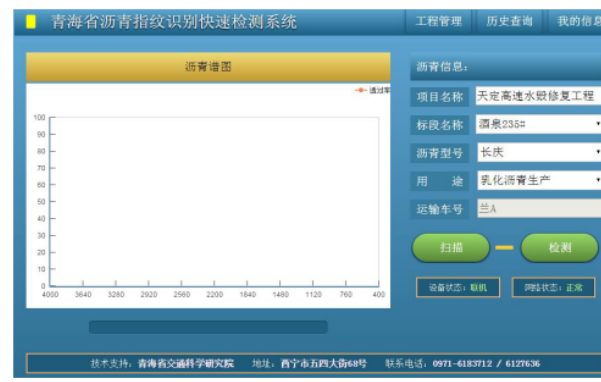 青海省沥青指纹识别快速检测系统
工程管理 历史查询 我的信息
沥青谱图
透过率
100
90
80
70
60
50
40
30
20
10
0
4000 3640 3280 2920 2560 2200 1840 1480 1120 760 400
沥青信息：
项目名称 天定高速水毁修复工程
标段名称 酒泉235#
沥青型号 长庆
用 途 乳化沥青生产
运输车号 兰A
扫描 检测
设备状态：联机 网络状态：正常
技术支持：青海省交通科学研究院 地址：西宁市五四大街68号 联系电话：0971-6183712 / 6127636